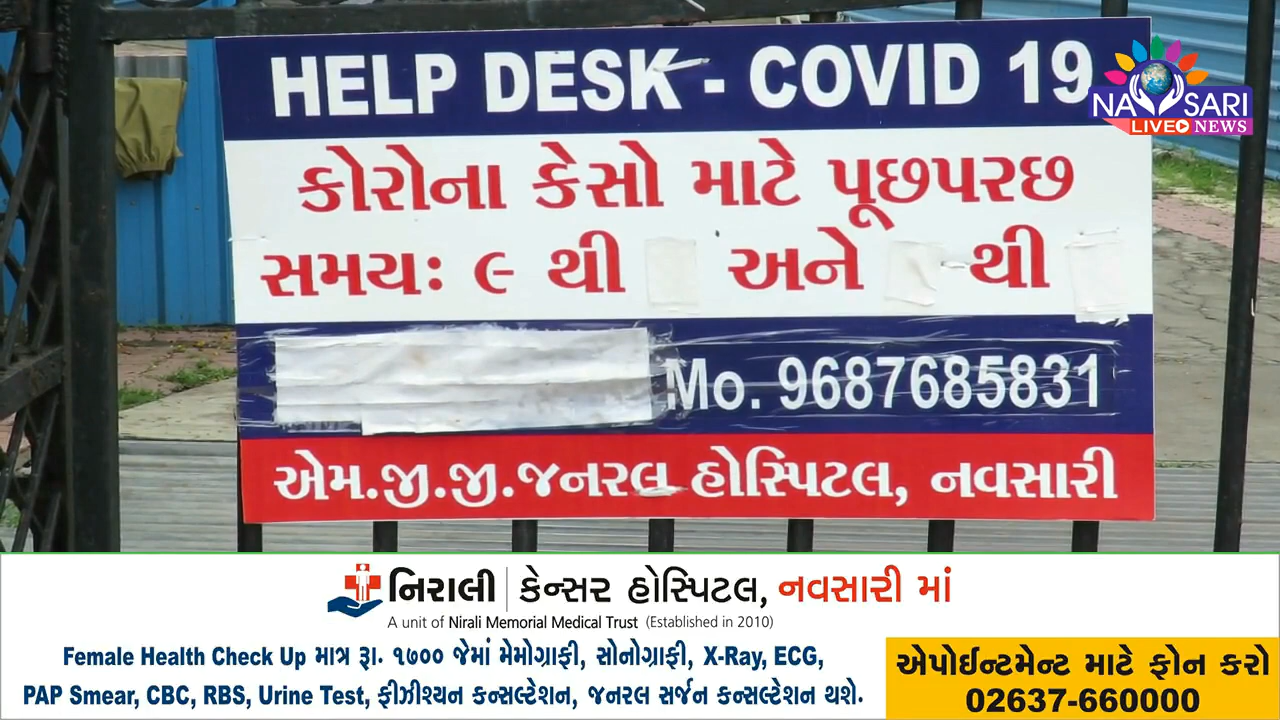 HELP DESK - COVID 19
NAVSARI
LIVE NEWS
કોરોના કેસો માટે પૂછપરછ
સમયઃ ૯ થી અને થી
Mo. 9687685831
એમ.જી.જી.જનરલ હોસ્પિટલ, નવસારી
નિરાલી કેન્સર હોસ્પિટલ, નવસારી માં
A unit of Nirali Memorial Medical Trust (Established in 2010)
Female Health Check Up માત્ર રૂા. ૧૭૦૦ જેમાં મેમોગ્રાફી, સોનોગ્રાફી, X-Ray, ECG,
PAP Smear, CBC, RBS, Urine Test, ફીઝીશ્યન કન્સલ્ટેશન, જનરલ સર્જન કન્સલ્ટેશન થશે.
એપોઈન્ટમેન્ટ માટે ફોન કરો
02637-660000